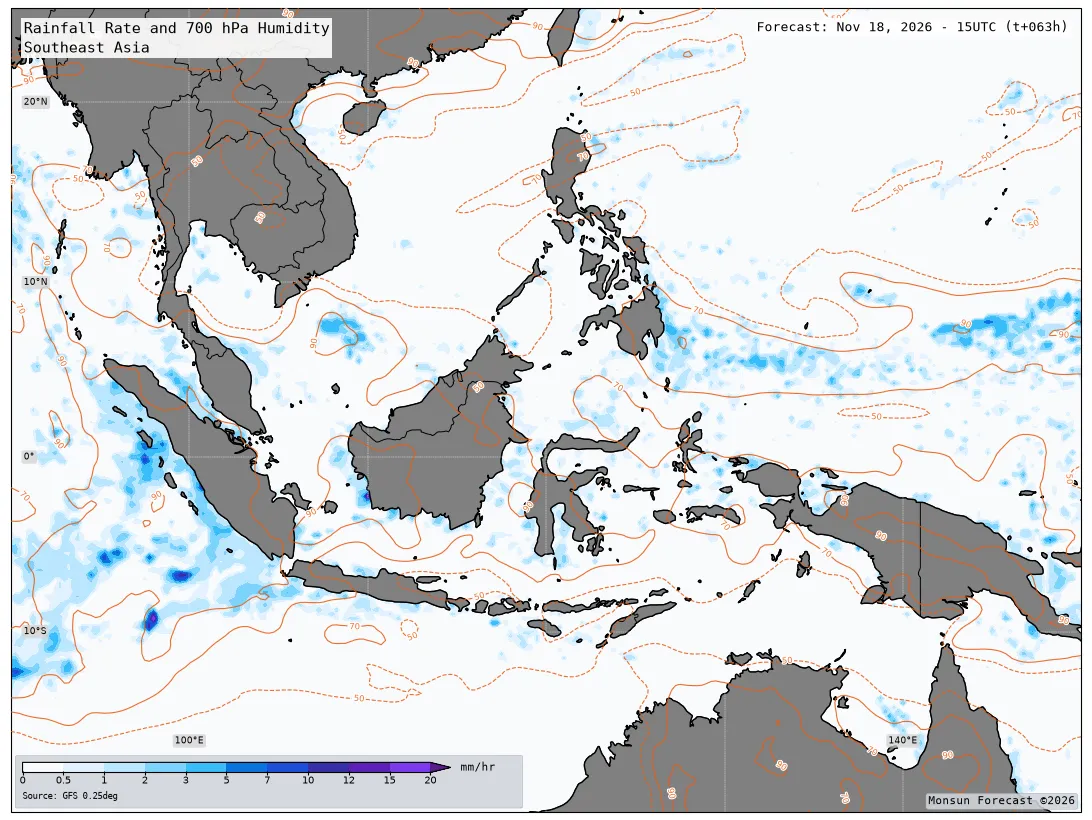 Rainfall Rate and 700 hPa Humidity
Southeast Asia
Forecast: Nov 18, 2026 - 15UTC (t+063h)
20°N
10°N
0°
10°S
100°E
140°E
0 0.5 1 2 3 5 7 10 12 15 20 mm/hr
Source: GFS 0.25deg
Monsun Forecast ©2026